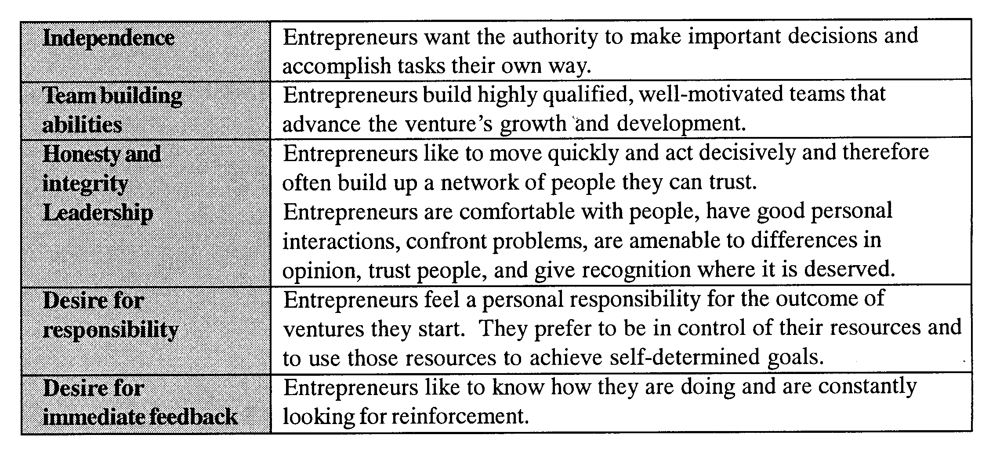 Independence
Entrepreneurs want the authority to make important decisions and
accomplish tasks their own way.
Team building
abilities
Entrepreneurs build highly qualified, well-motivated teams that
advance the venture's growth and development.
Honesty and
integrity
Entrepreneurs like to move quickly and act decisively and therefore
often build up a network of people they can trust.
Leadership
Entrepreneurs are comfortable with people, have good personal
interactions, confront problems, are amenable to differences in
opinion, trust people, and give recognition where it is deserved.
Desire for
responsibility
Entrepreneurs feel a personal responsibility for the outcome of
ventures they start.  They prefer to be in control of their resources and
to use those resources to achieve self-determined goals.
Desire for
immediate feedback
Entrepreneurs like to know how they are doing and are constantly
looking for reinforcement.